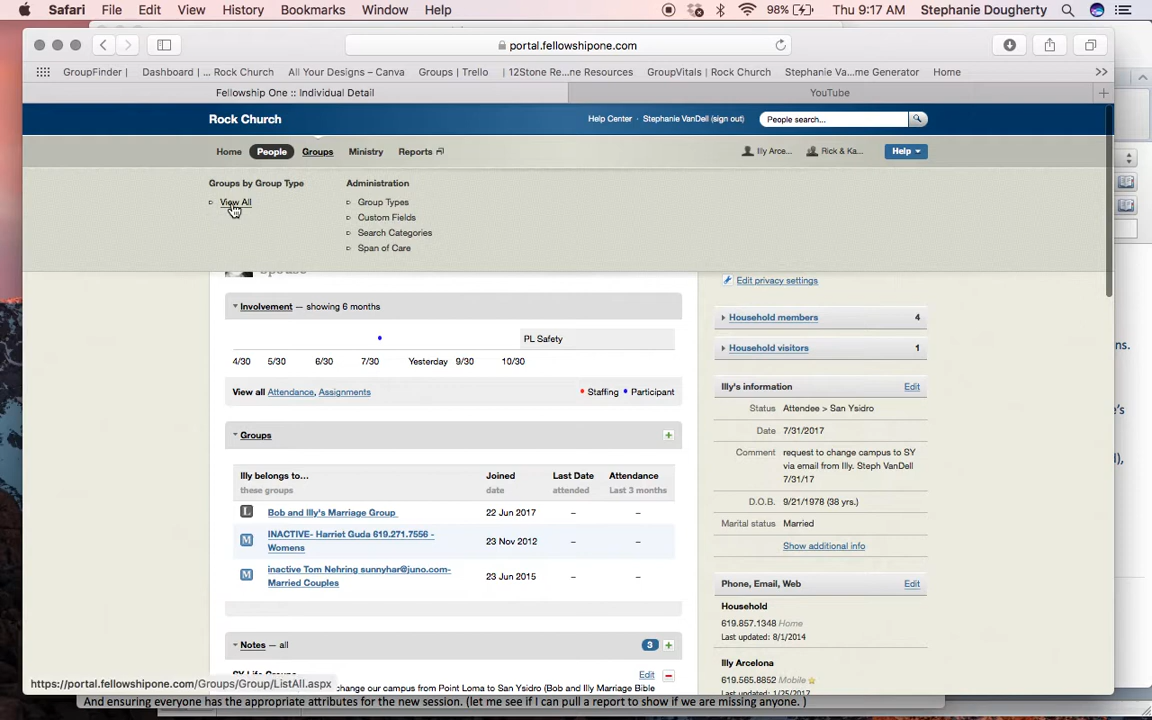 Safari File Edit View History Bookmarks Window Help 98% Thu 9:17 AM Stephanie Dougherty
portal.fellowshipone.com
GroupFinder | Dashboard | ... Rock Church All Your Designs – Canva Groups | Trello | 12Stone Re...ne Resources GroupVitals | Rock Church Stephanie Va...me Generator Home
Fellowship One :: Individual Detail YouTube
Rock Church Help Center · Stephanie VanDell (sign out) People search...
Home People Groups Ministry Reports Illy Arce... Rick & Ka... Help
Groups by Group Type Administration
View All Group Types
Custom Fields
Search Categories
Span of Care
Edit privacy settings
Involvement — showing 6 months
Household members 4
PL Safety
Household visitors 1
4/30 5/30 6/30 7/30 Yesterday 9/30 10/30
Illy's information Edit
View all Attendance, Assignments Staffing Participant
Status Attendee > San Ysidro
Date 7/31/2017
Groups
Comment request to change campus to SY
via email from Illy. Steph VanDell
7/31/17
Illy belongs to... Joined Last Date Attendance
these groups date attended Last 3 months
D.O.B. 9/21/1978 (38 yrs.)
L Bob and Illy's Marriage Group 22 Jun 2017 – –
Marital status Married
M INACTIVE- Harriet Guda 619.271.7556 -
Womens 23 Nov 2012 – –
Show additional info
M inactive Tom Nehring sunnyhar@juno.com-
Married Couples 23 Jun 2015 – –
Phone, Email, Web Edit
Household
619.857.1348 Home
Last updated: 8/1/2014
Notes — all 3
Illy Arcelona
SY Life Groups Edit
619.565.8852 Mobile
Last updated: 1/25/2017
change our campus from Point Loma to San Ysidro (Bob and Illy Marriage Bible
https://portal.fellowshipone.com/Groups/Group/ListAll.aspx
And ensuring everyone has the appropriate attributes for the new session. (let me see if I can pull a report to show if we are missing anyone. )